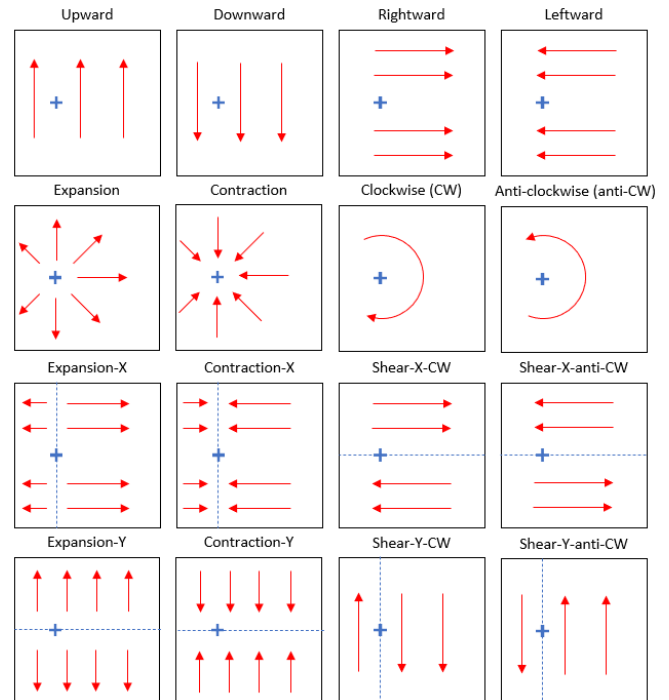 Upward Downward Rightward Leftward
Expansion Contraction Clockwise (CW) Anti-clockwise (anti-CW)
Expansion-X Contraction-X Shear-X-CW Shear-X-anti-CW
Expansion-Y Contraction-Y Shear-Y-CW Shear-Y-anti-CW